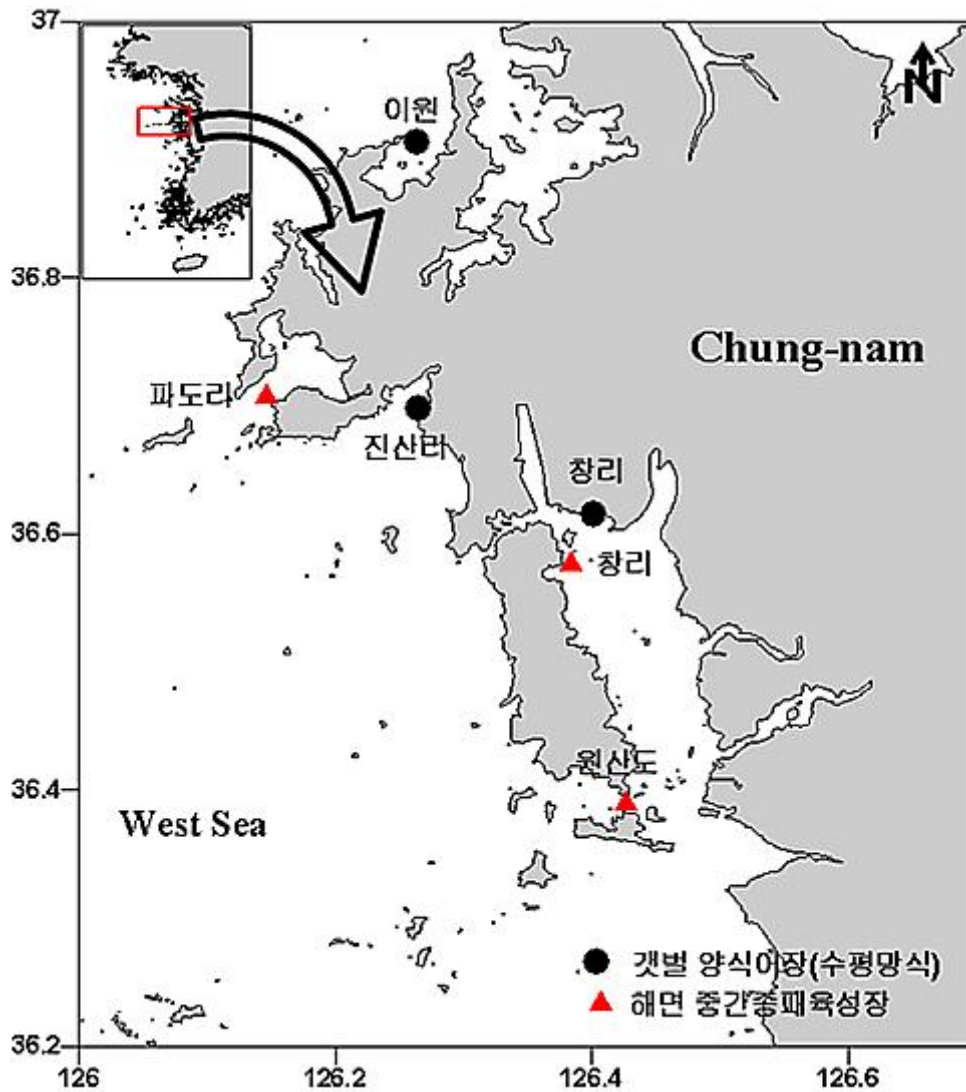 37
N
이원
36.8
Chung-nam
파도리
진산리
창리
36.6
창리
원산도
36.4
West Sea
갯벌 양식어장(수평망식)
해면 중간종패육성장
36.2
126
126.2
126.4
126.6